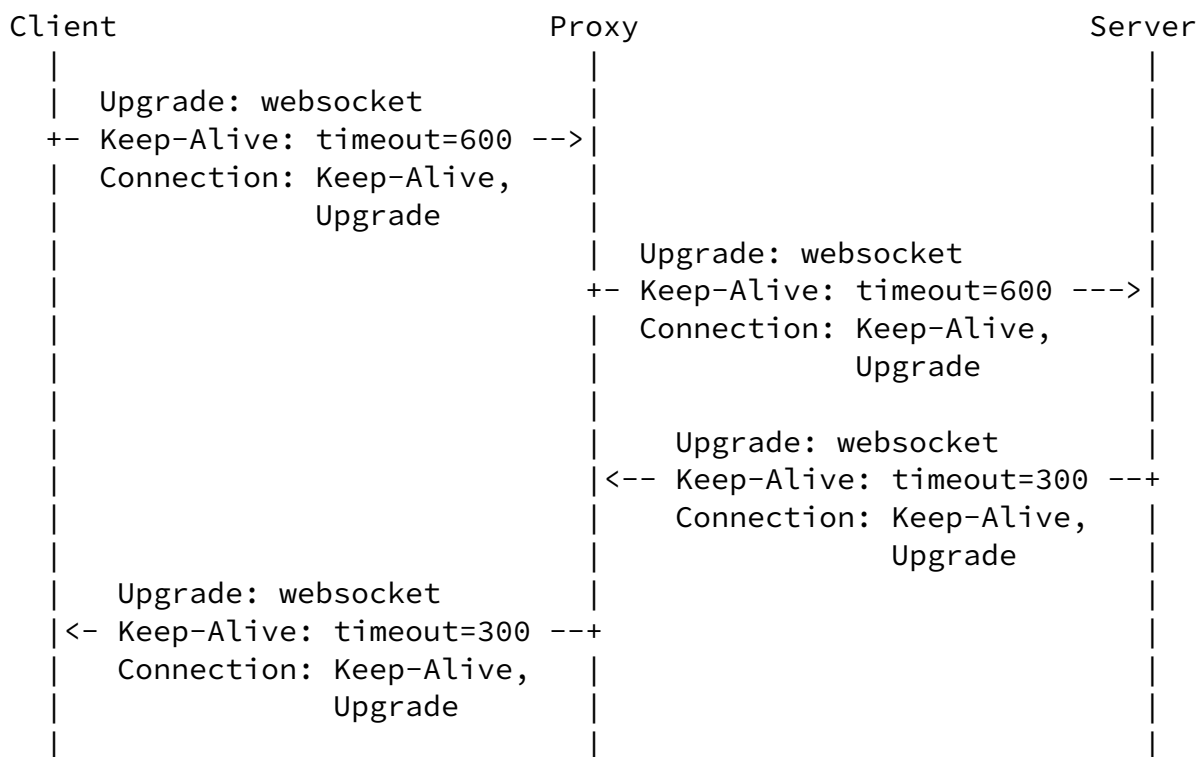 Client Proxy Server
Upgrade: websocket
Keep-Alive: timeout=600
Connection: Keep-Alive,
Upgrade
Upgrade: websocket
Keep-Alive: timeout=600
Connection: Keep-Alive,
Upgrade
Upgrade: websocket
Keep-Alive: timeout=300
Connection: Keep-Alive,
Upgrade
Upgrade: websocket
Keep-Alive: timeout=300
Connection: Keep-Alive,
Upgrade